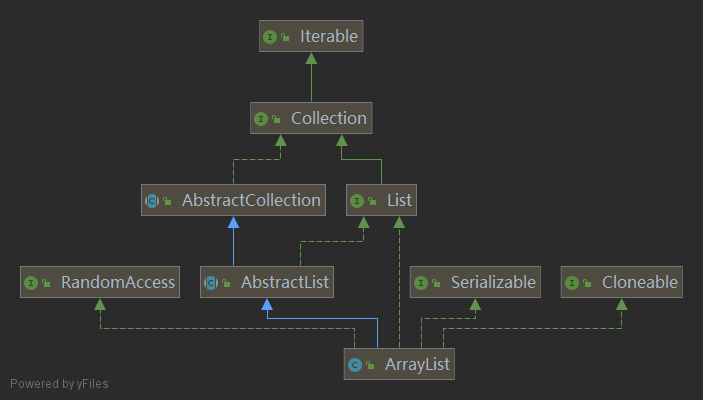 I Iterable
I Collection
C AbstractCollection
I List
I RandomAccess
C AbstractList
I Serializable
I Cloneable
C ArrayList
Powered by yFiles